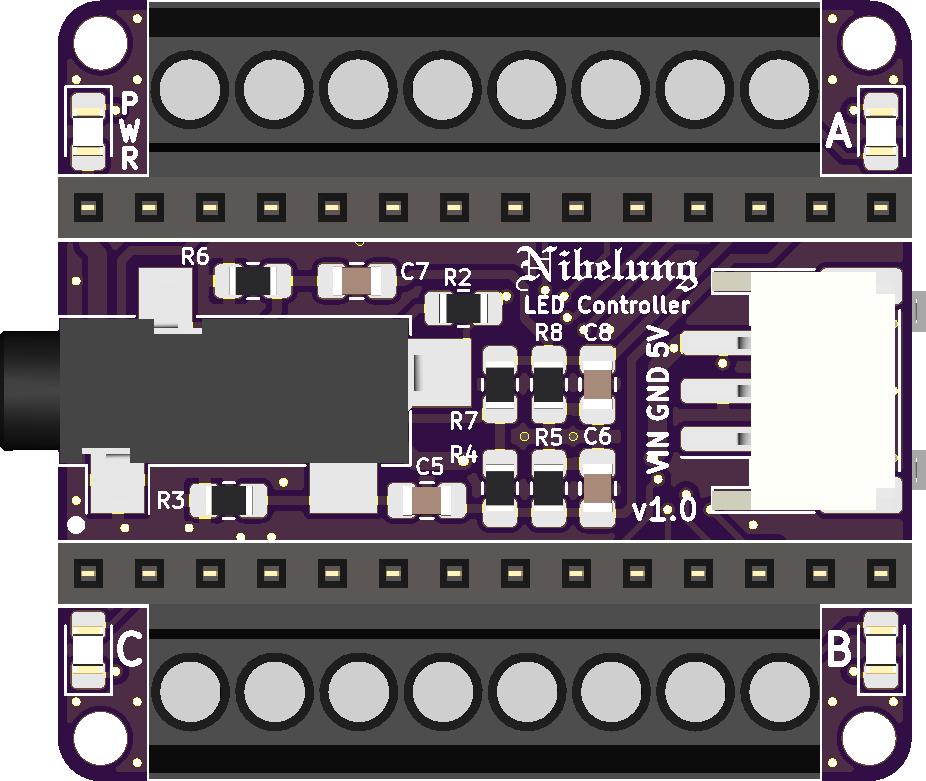 PWR
A
R6
C7
R2
Nibelung
LED Controller
R8
C8
VIN GND 5V
R7
R5
C6
R4
C5
R3
v1.0
C
B